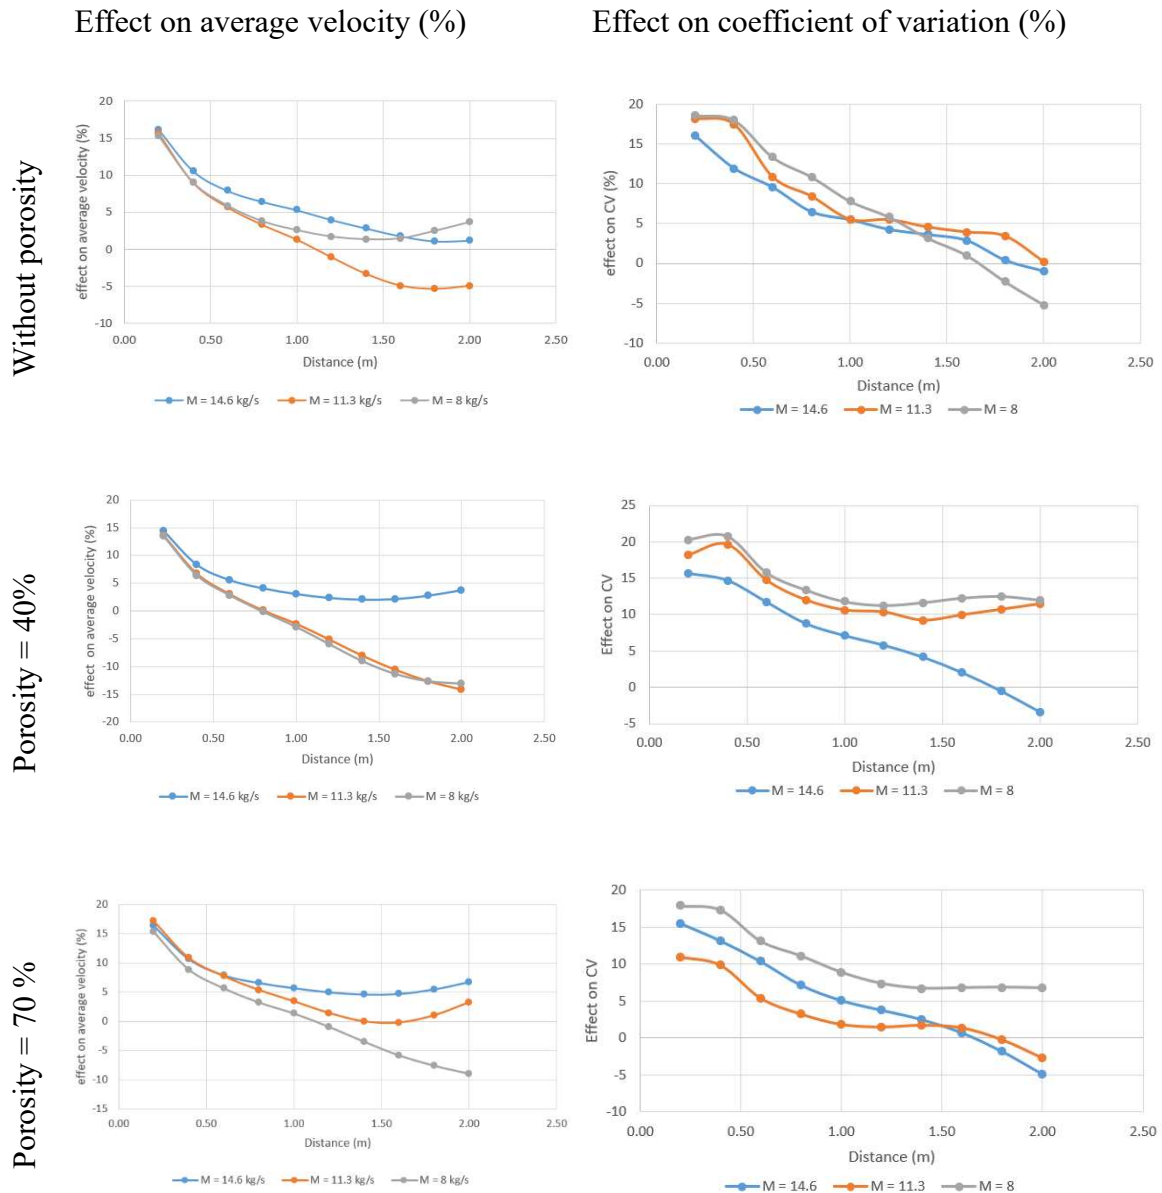 Effect on average velocity (%)
Effect on coefficient of variation (%)
Without porosity
effect on average velocity (%)
20
15
10
5
0
-5
-10
0.00 0.50 1.00 1.50 2.00 2.50
Distance (m)
M = 14.6 kg/s M = 11.3 kg/s M = 8 kg/s
effect on CV (%)
20
15
10
5
0
-5
-10
0.00 0.50 1.00 1.50 2.00 2.50
Distance (m)
M = 14.6 M = 11.3 M = 8
Porosity = 40%
effect on average velocity (%)
20
15
10
5
0
-5
-10
-15
-20
0.00 0.50 1.00 1.50 2.00 2.50
Distance (m)
M = 14.6 kg/s M = 11.3 kg/s M = 8 kg/s
Effect on CV
25
20
15
10
5
0
-5
0.00 0.50 1.00 1.50 2.00 2.50
Distance (m)
M = 14.6 M = 11.3 M = 8
Porosity = 70 %
effect on average velocity (%)
20
15
10
5
0
-5
-10
-15
0.00 0.50 1.00 1.50 2.00 2.50
Distance (m)
M = 14.6 kg/s M = 11.3 kg/s M = 8 kg/s
Effect on CV
20
15
10
5
0
-5
-10
0.00 0.50 1.00 1.50 2.00 2.50
Distance (m)
M = 14.6 M = 11.3 M = 8